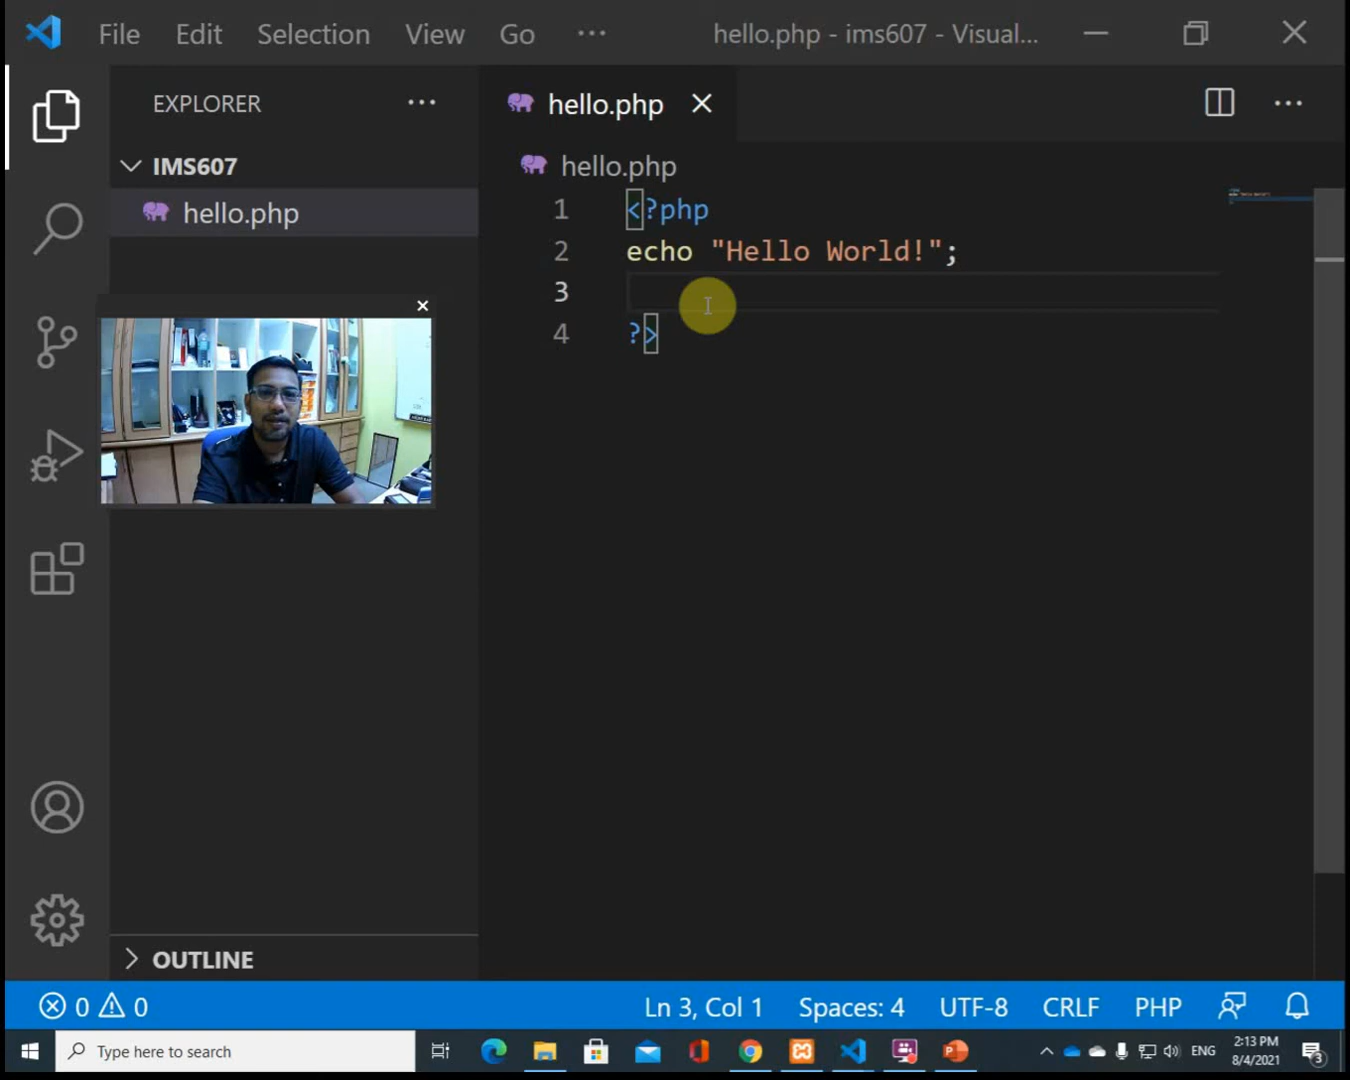 File Edit Selection View Go ··· hello.php - ims607 - Visual...
EXPLORER ···
hello.php
IMS607
hello.php
hello.php
1 <?php
2 echo "Hello World!";
3
4 ?>
OUTLINE
0 0 Ln 3, Col 1 Spaces: 4 UTF-8 CRLF PHP
Type here to search
ENG
2:13 PM
8/4/2021
3